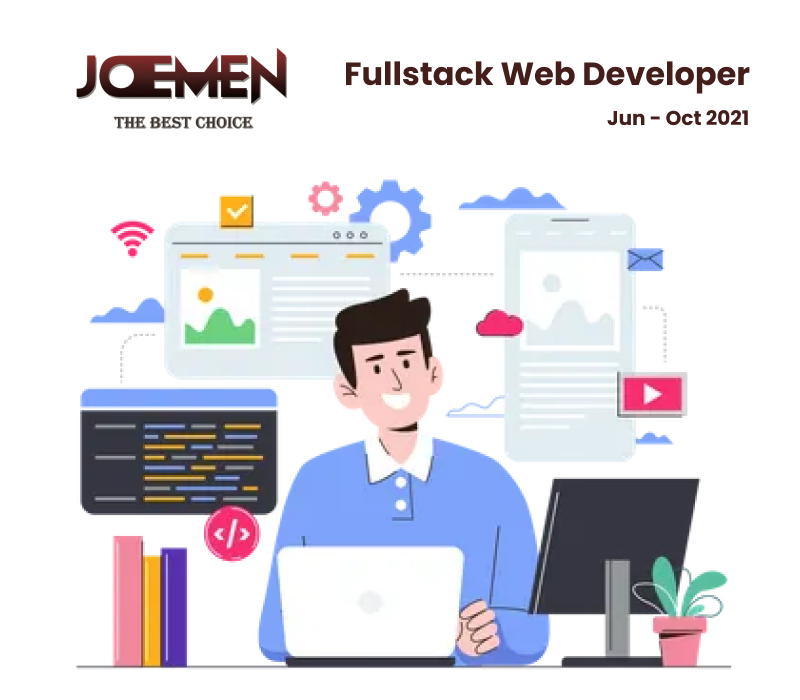 JOEMEN
THE BEST CHOICE
Fullstack Web Developer
Jun - Oct 2021
</>